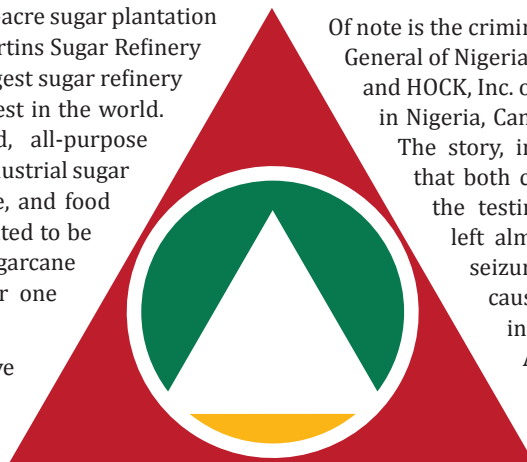 acre sugar plantation
rtins Sugar Refinery
gest sugar refinery
est in the world.
d, all-purpose
ustrial sugar
e, and food
ted to be
garcane
r one
ve
Of note is the crimin
General of Nigeria
and HOCK, Inc. o
in Nigeria, Can
The story, in
that both o
the testin
left alm
seizur
caus
in
A